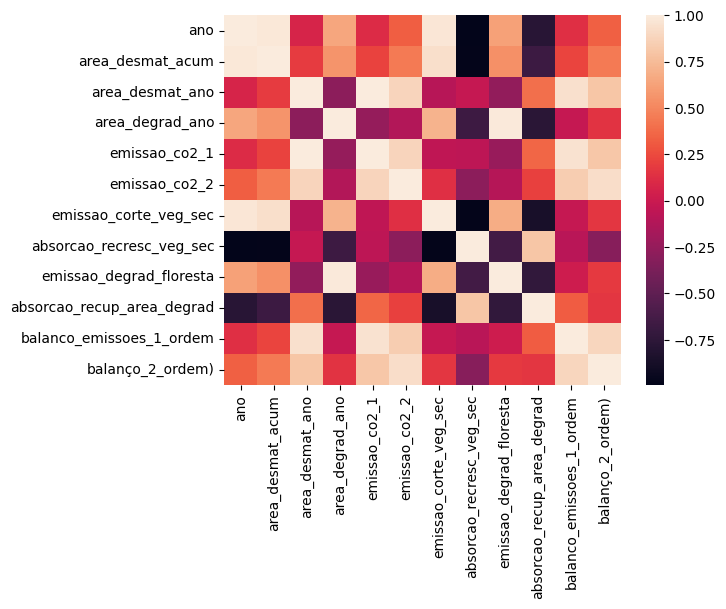 ano
area_desmat_acum
area_desmat_ano
area_degrad_ano
emissao_co2_1
emissao_co2_2
emissao_corte_veg_sec
absorcao_recresc_veg_sec
emissao_degrad_floresta
absorcao_recup_area_degrad
balanco_emissoes_1_ordem
balanço_2_ordem)
ano
area_desmat_acum
area_desmat_ano
area_degrad_ano
emissao_co2_1
emissao_co2_2
emissao_corte_veg_sec
absorcao_recresc_veg_sec
emissao_degrad_floresta
absorcao_recup_area_degrad
balanco_emissoes_1_ordem
balanço_2_ordem)
1.00
0.75
0.50
0.25
0.00
−0.25
−0.50
−0.75